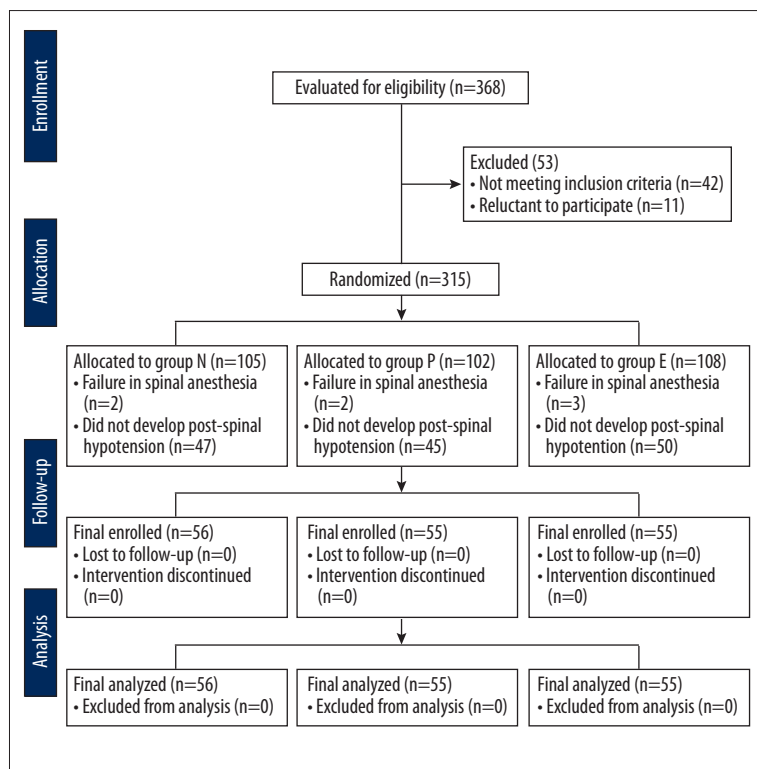 Enrollment
Evaluated for eligibility (n=368)
Excluded (53)
• Not meeting inclusion criteria (n=42)
• Reluctant to participate (n=11)
Allocation
Randomized (n=315)
Allocated to group N (n=105)
• Failure in spinal anesthesia
(n=2)
• Did not develop post-spinal
hypotension (n=47)
Allocated to group P (n=102)
• Failure in spinal anesthesia
(n=2)
• Did not develop post-spinal
hypotension (n=45)
Allocated to group E (n=108)
• Failure in spinal anesthesia
(n=3)
• Did not develop post-spinal
hypotention (n=50)
Follow-up
Final enrolled (n=56)
• Lost to follow-up (n=0)
• Intervention discontinued
(n=0)
Final enrolled (n=55)
• Lost to follow-up (n=0)
• Intervention discontinued
(n=0)
Final enrolled (n=55)
• Lost to follow-up (n=0)
• Intervention discontinued
(n=0)
Analysis
Final analyzed (n=56)
• Excluded from analysis (n=0)
Final analyzed (n=55)
• Excluded from analysis (n=0)
Final analyzed (n=55)
• Excluded from analysis (n=0)